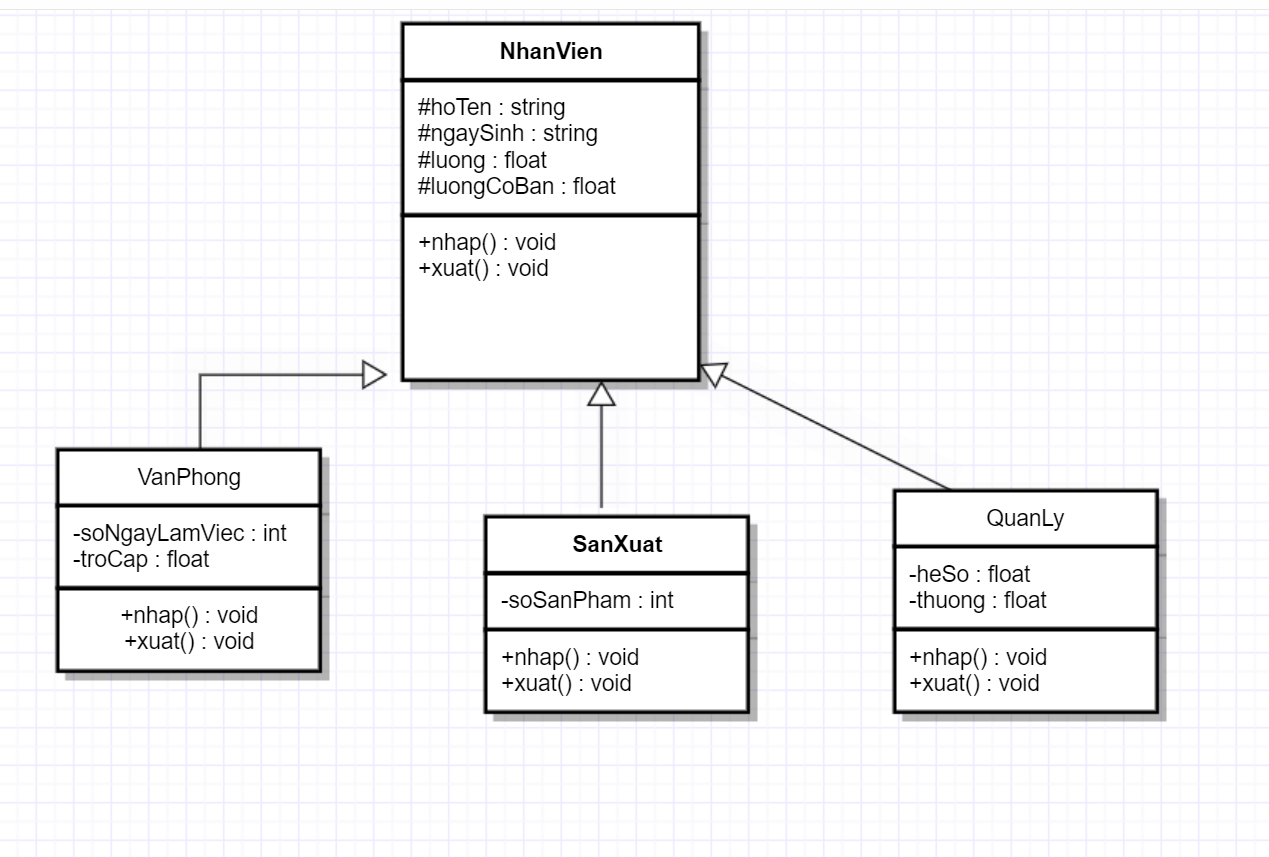 NhanVien
#hoTen : string
#ngaySinh : string
#luong : float
#luongCoBan : float
+nhap() : void
+xuat() : void
VanPhong
-soNgayLamViec : int
-troCap : float
+nhap() : void
+xuat() : void
SanXuat
-soSanPham : int
+nhap() : void
+xuat() : void
QuanLy
-heSo : float
-thuong : float
+nhap() : void
+xuat() : void